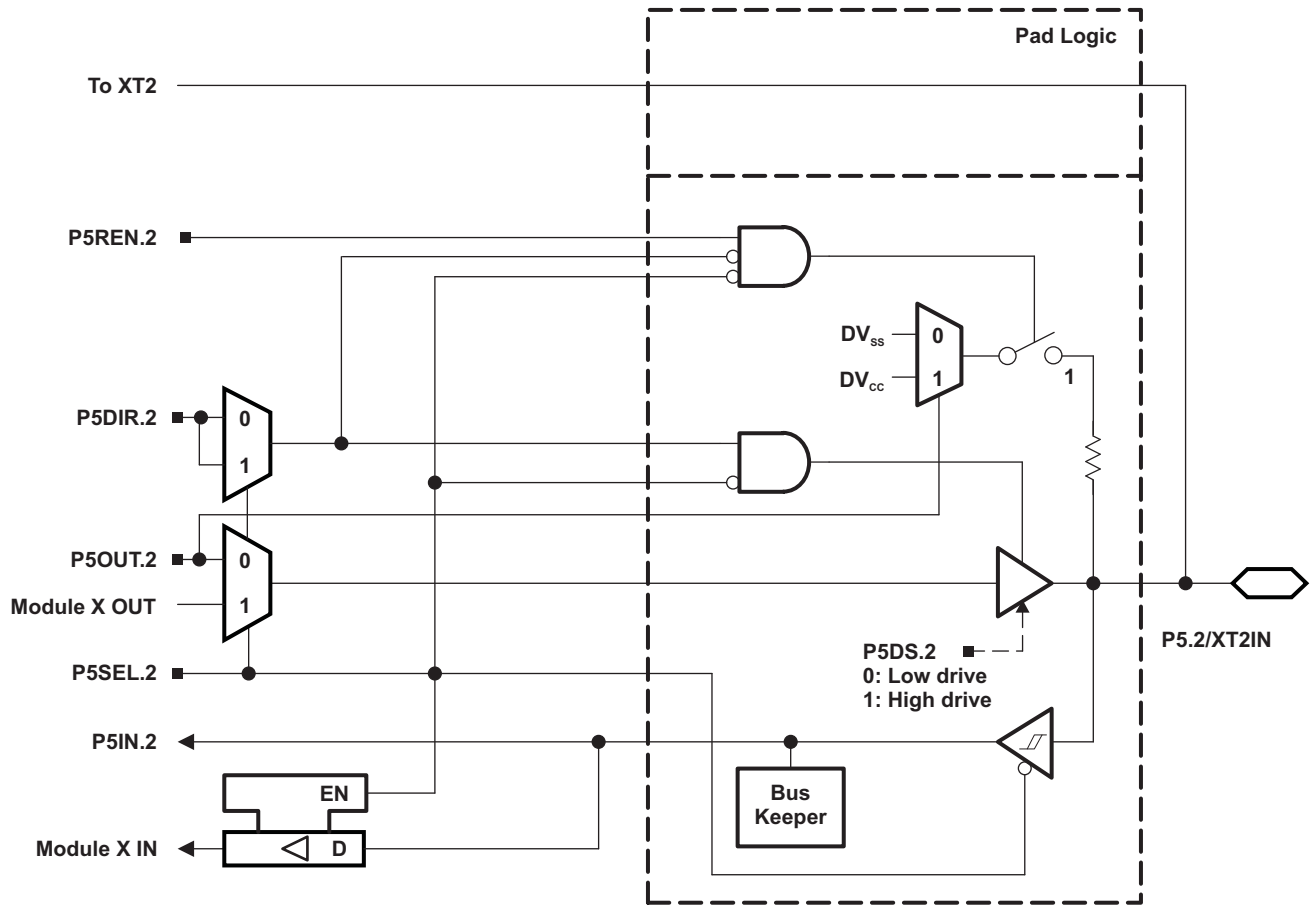 Pad Logic
To XT2
P5REN.2
DVss
0
DVcc
1
1
P5DIR.2
0
1
P5OUT.2
0
Module X OUT
1
P5.2/XT2IN
P5DS.2
0: Low drive
1: High drive
P5SEL.2
P5IN.2
EN
Bus
Keeper
Module X IN
D